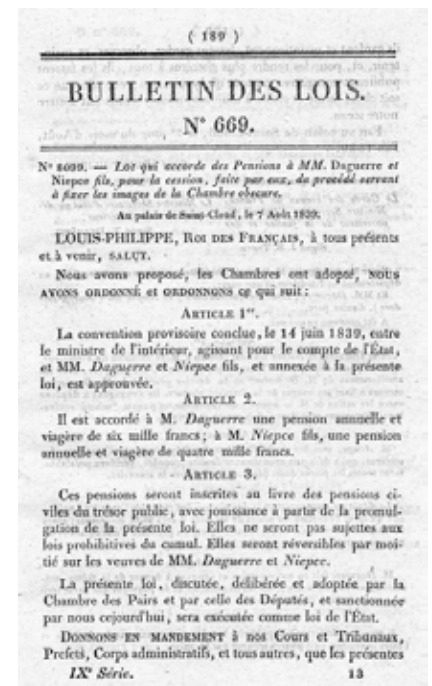 ( 189 )
BULLETIN DES LOIS.
N° 669.
N° 8099. — Loi qui accorde des Pensions à MM. Daguerre et
Niepce fils, pour la cession, faite par eux, du procédé servant
à fixer les images de la Chambre obscure.
Au palais de Saint-Cloud, le 7 Août 1839.
LOUIS-PHILIPPE, Roi des Français, à tous présents
et à venir, salut.
Nous avons proposé, les Chambres ont adopté, nous
avons ordonné et ordonnons ce qui suit :
Article 1er.
La convention provisoire conclue, le 14 juin 1839, entre
le ministre de l'intérieur, agissant pour le compte de l'État,
et MM. Daguerre et Niepce fils, et annexée à la présente
loi, est approuvée.
Article 2.
Il est accordé à M. Daguerre une pension annuelle et
viagère de six mille francs; à M. Niepce fils, une pension
annuelle et viagère de quatre mille francs.
Article 3.
Ces pensions seront inscrites au livre des pensions ci-
viles du trésor public, avec jouissance à partir de la promul-
gation de la présente loi. Elles ne seront pas sujettes aux
lois prohibitives du cumul. Elles seront réversibles par moi-
tié sur les veuves de MM. Daguerre et Niepce.
La présente loi, discutée, délibérée et adoptée par la
Chambre des Pairs et par celle des Députés, et sanctionnée
par nous cejourd'hui, sera exécutée comme loi de l'État.
Donnons en mandement à nos Cours et Tribunaux,
Préfets, Corps administratifs, et tous autres, que les présentes
IXe Série. 13